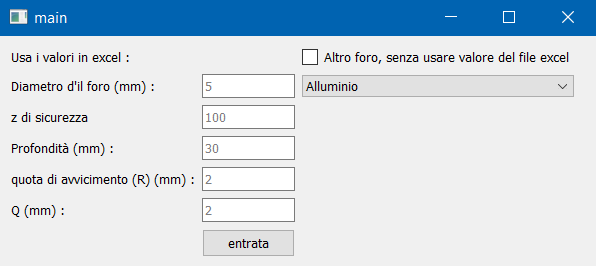 main
Usa i valori in excel :
Altro foro, senza usare valore del file excel
Diametro d'il foro (mm) :
5
Alluminio
z di sicurezza
100
Profondità (mm) :
30
quota di avvicimento (R) (mm) :
2
Q (mm) :
2
entrata